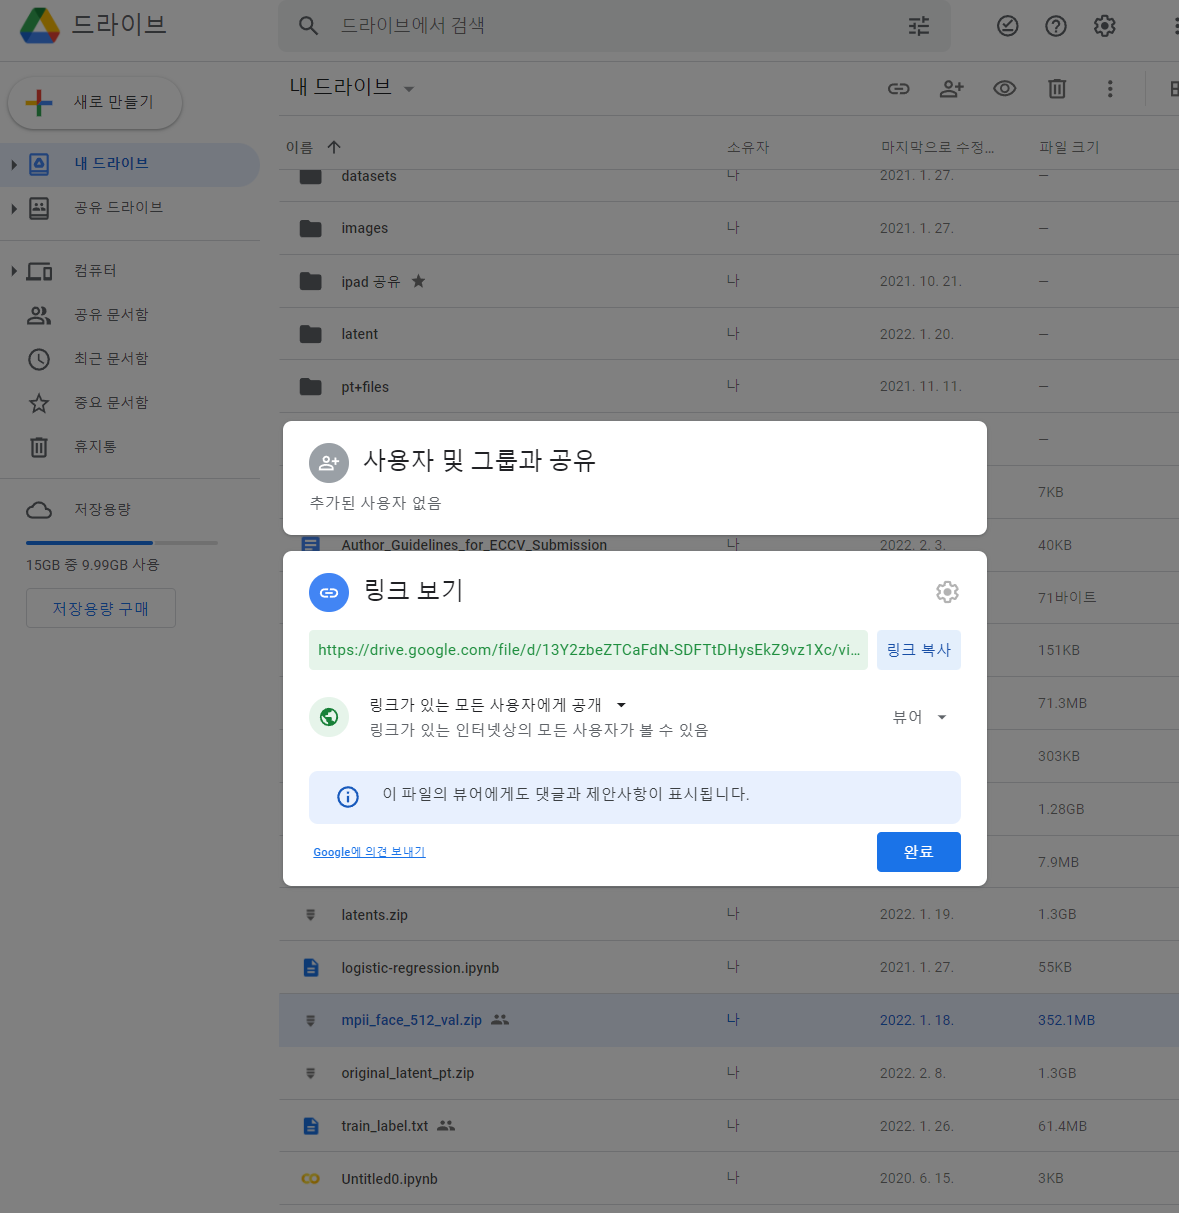 드라이브
드라이브에서 검색
새로 만들기
내 드라이브
공유 드라이브
컴퓨터
공유 문서함
최근 문서함
중요 문서함
휴지통
저장용량
15GB 중 9.99GB 사용
저장용량 구매
내 드라이브
이름 소유자 마지막으로 수정... 파일 크기
datasets 나 2021. 1. 27. –
images 나 2021. 1. 27. –
ipad 공유 나 2021. 10. 21. –
latent 나 2022. 1. 20. –
pt+files 나 2021. 11. 11. –
–
7KB
Author_Guidelines_for_ECCV_Submission 나 2022. 2. 3. 40KB
71바이트
151KB
71.3MB
303KB
1.28GB
7.9MB
latents.zip 나 2022. 1. 19. 1.3GB
logistic-regression.ipynb 나 2021. 1. 27. 55KB
mpii_face_512_val.zip 나 2022. 1. 18. 352.1MB
original_latent_pt.zip 나 2022. 2. 8. 1.3GB
train_label.txt 나 2022. 1. 26. 61.4MB
Untitled0.ipynb 나 2020. 6. 15. 3KB
사용자 및 그룹과 공유
추가된 사용자 없음
링크 보기
https://drive.google.com/file/d/13Y2zbeZTCaFdN-SDFTtDHysEkZ9vz1Xc/vi... 링크 복사
링크가 있는 모든 사용자에게 공개
링크가 있는 인터넷상의 모든 사용자가 볼 수 있음
뷰어
이 파일의 뷰어에게도 댓글과 제안사항이 표시됩니다.
Google에 의견 보내기
완료